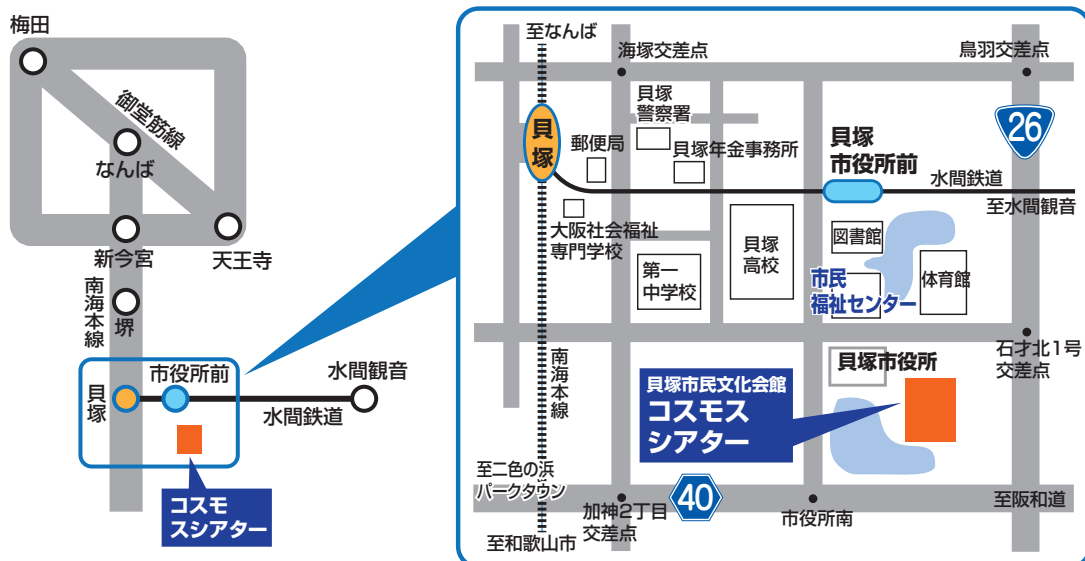 梅田
御堂筋線
なんば
新今宮
天王寺
南海本線
堺
貝塚
市役所前
水間観音
水間鉄道
コスモ
スシアター
至なんば
海塚交差点
鳥羽交差点
貝塚
警察署
26
貝塚
郵便局
貝塚年金事務所
貝塚
市役所前
水間鉄道
至水間観音
大阪社会福祉
専門学校
第一
中学校
貝塚
高校
図書館
市民
福祉センター
体育館
石才北1号
交差点
南海本線
貝塚市役所
貝塚市民文化会館
コスモス
シアター
至二色の浜
パークタウン
40
加神2丁目
交差点
市役所南
至阪和道
至和歌山市